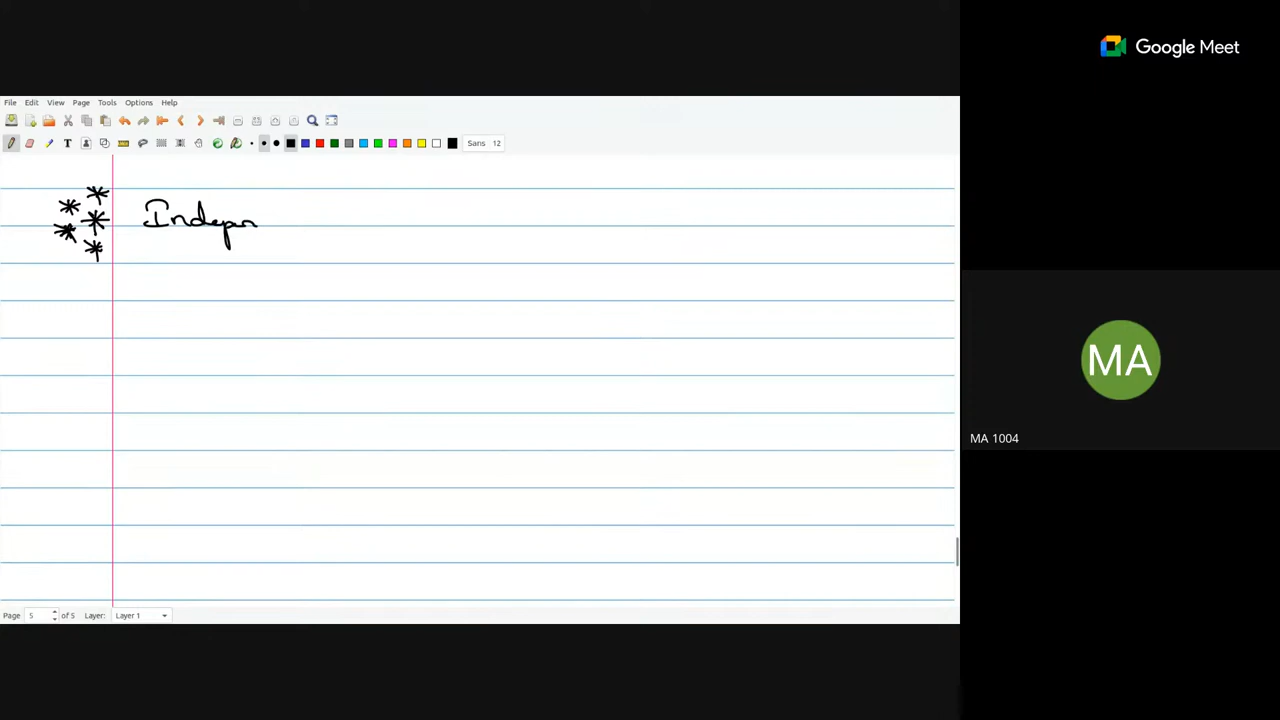 Google Meet
File Edit View Page Tools Options Help
T Sans 12
Indepen
MA
MA 1004
Page 5 of 5 Layer: Layer 1